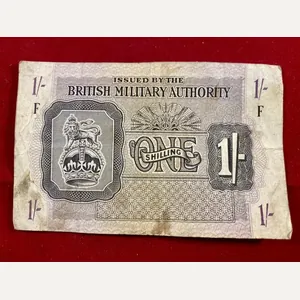 ISSUED BY THE
1/- BRITISH MILITARY AUTHORITY 1/-
F F
ONE
SHILLING
1/-
1/- 1/-